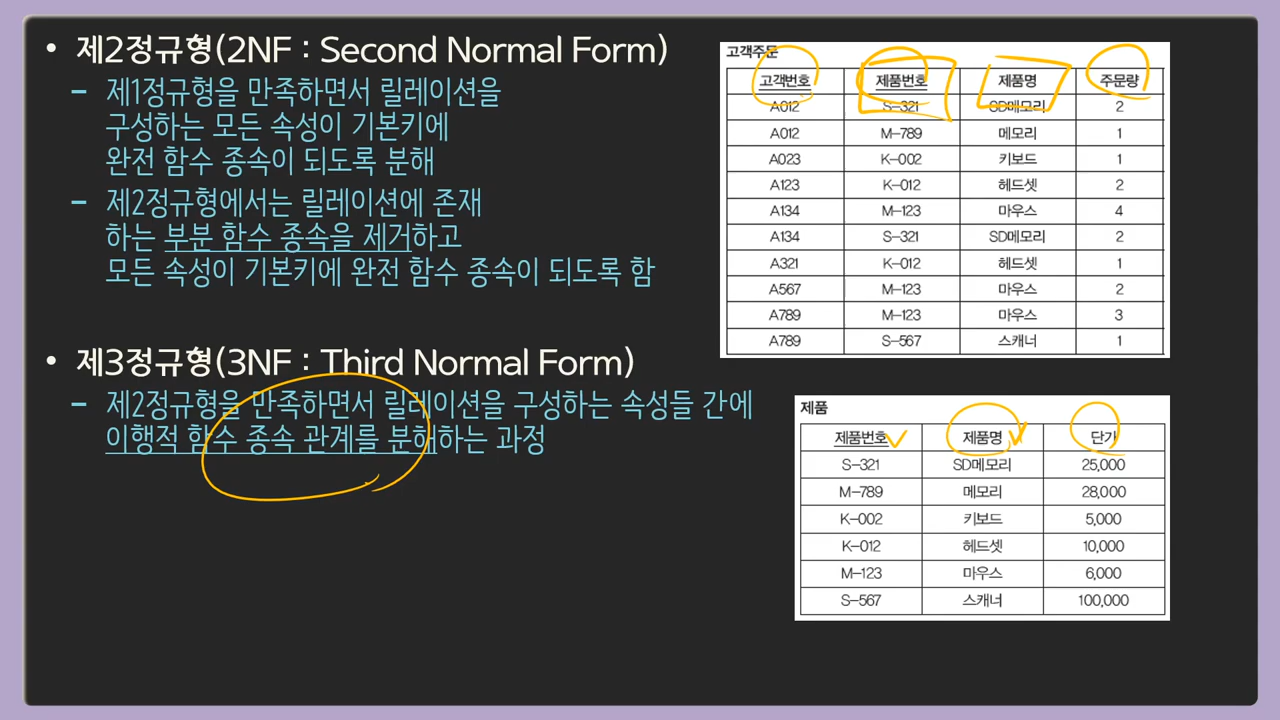 • 제2정규형(2NF : Second Normal Form)
– 제1정규형을 만족하면서 릴레이션을
구성하는 모든 속성이 기본키에
완전 함수 종속이 되도록 분해
– 제2정규형에서는 릴레이션에 존재
하는 부분 함수 종속을 제거하고
모든 속성이 기본키에 완전 함수 종속이 되도록 함
• 제3정규형(3NF : Third Normal Form)
– 제2정규형을 만족하면서 릴레이션을 구성하는 속성들 간에
이행적 함수 종속 관계를 분해하는 과정
고객주문
고객번호 제품번호 제품명 주문량
A012 S-321 SD메모리 2
A012 M-789 메모리 1
A023 K-002 키보드 1
A123 K-012 헤드셋 2
A134 M-123 마우스 4
A134 S-321 SD메모리 2
A321 K-012 헤드셋 1
A567 M-123 마우스 2
A789 M-123 마우스 3
A789 S-567 스캐너 1
제품
제품번호 제품명 단가
S-321 SD메모리 25,000
M-789 메모리 28,000
K-002 키보드 5,000
K-012 헤드셋 10,000
M-123 마우스 6,000
S-567 스캐너 100,000